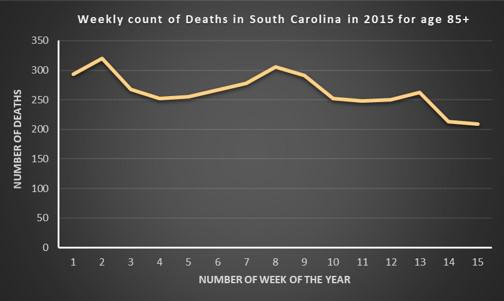 Weekly count of Deaths in South Carolina in 2015 for age 85+
350
300
250
200
150
100
50
0
NUMBER OF DEATHS
1 2 3 4 5 6 7 8 9 10 11 12 13 14 15
NUMBER OF WEEK OF THE YEAR